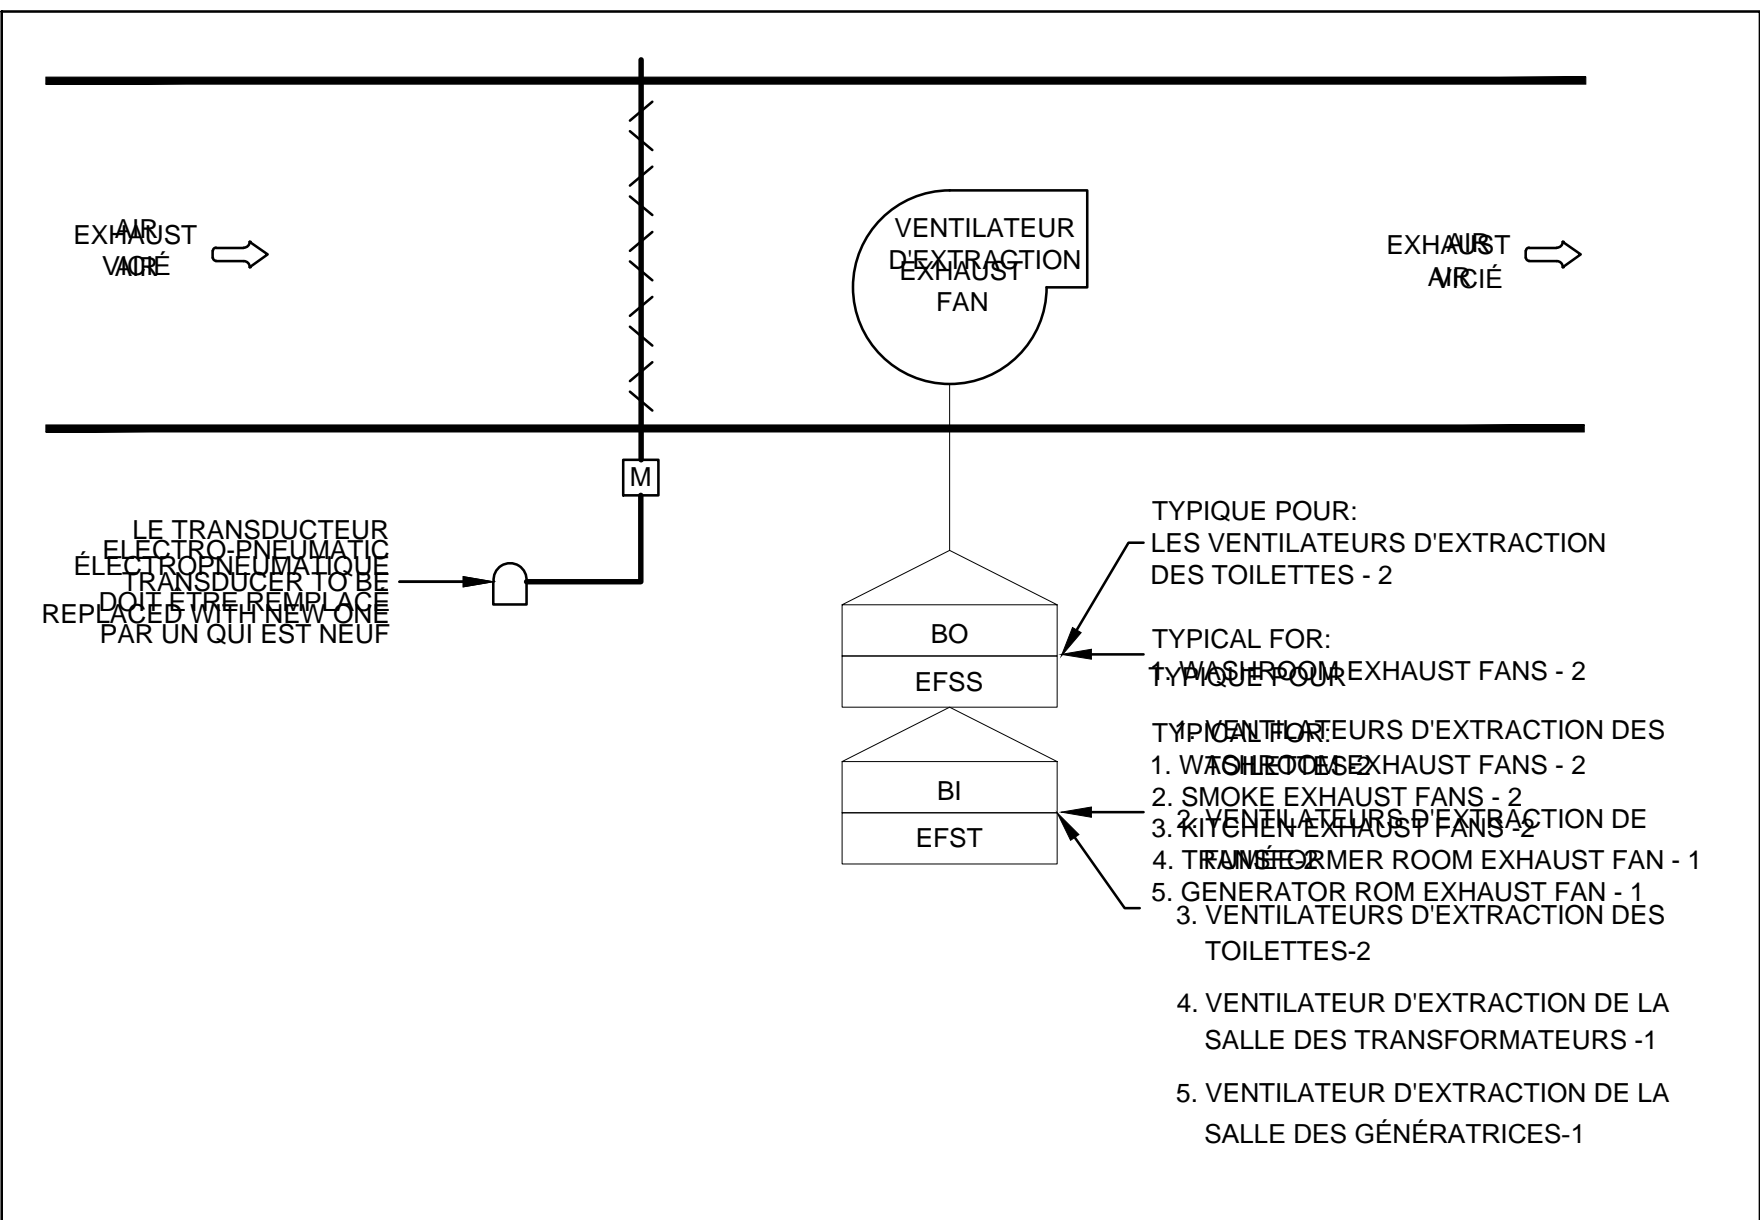 EXHAUST
AIR
AIR
VICIÉ
VENTILATEUR
D'EXTRACTION
EXHAUST
FAN
EXHAUST
AIR
AIR
VICIÉ
M
LE TRANSDUCTEUR
ÉLECTROPNEUMATIQUE
DOIT ETRE REMPLACÉ
PAR UN QUI EST NEUF
ELECTRO-PNEUMATIC
TRANSDUCER TO BE
REPLACED WITH NEW ONE
BO
EFSS
BI
EFST
TYPIQUE POUR:
LES VENTILATEURS D'EXTRACTION
DES TOILETTES - 2
TYPICAL FOR:
1. WASHROOM EXHAUST FANS - 2
TYPICAL FOR:
1. WASHROOM EXHAUST FANS - 2
2. SMOKE EXHAUST FANS - 2
3. KITCHEN EXHAUST FANS -2
4. TRANSFORMER ROOM EXHAUST FAN - 1
5. GENERATOR ROM EXHAUST FAN - 1
TYPIQUE POUR
1. VENTILATEURS D'EXTRACTION DES
TOILETTES-2
2. VENTILATEURS D'EXTRACTION DE
FUMÉE-2
3. VENTILATEURS D'EXTRACTION DES
TOILETTES-2
4. VENTILATEUR D'EXTRACTION DE LA
SALLE DES TRANSFORMATEURS -1
5. VENTILATEUR D'EXTRACTION DE LA
SALLE DES GÉNÉRATRICES-1